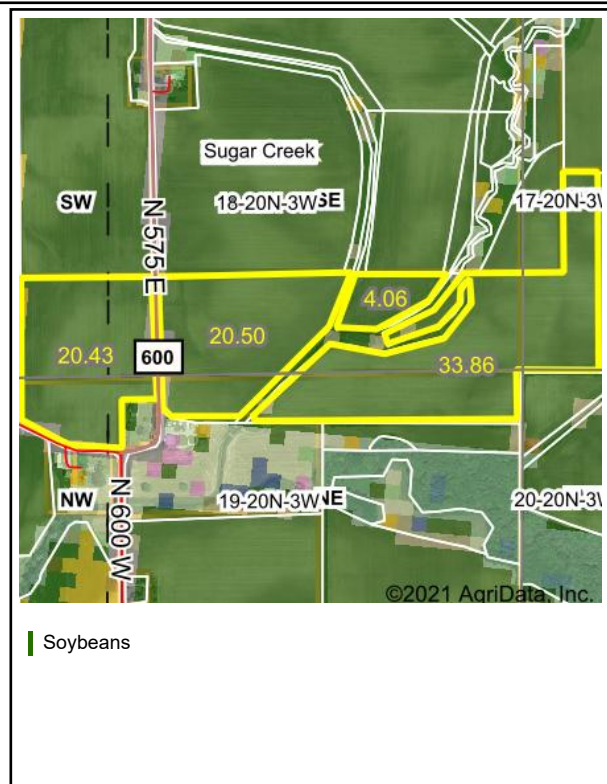 Sugar Creek
SW
18-20N-3W
SE
17-20N-3W
N 575 E
4.06
20.43
600
20.50
33.86
NW
N 600 W
19-20N-3W
NE
20-20N-3W
©2021 AgriData, Inc.
Soybeans